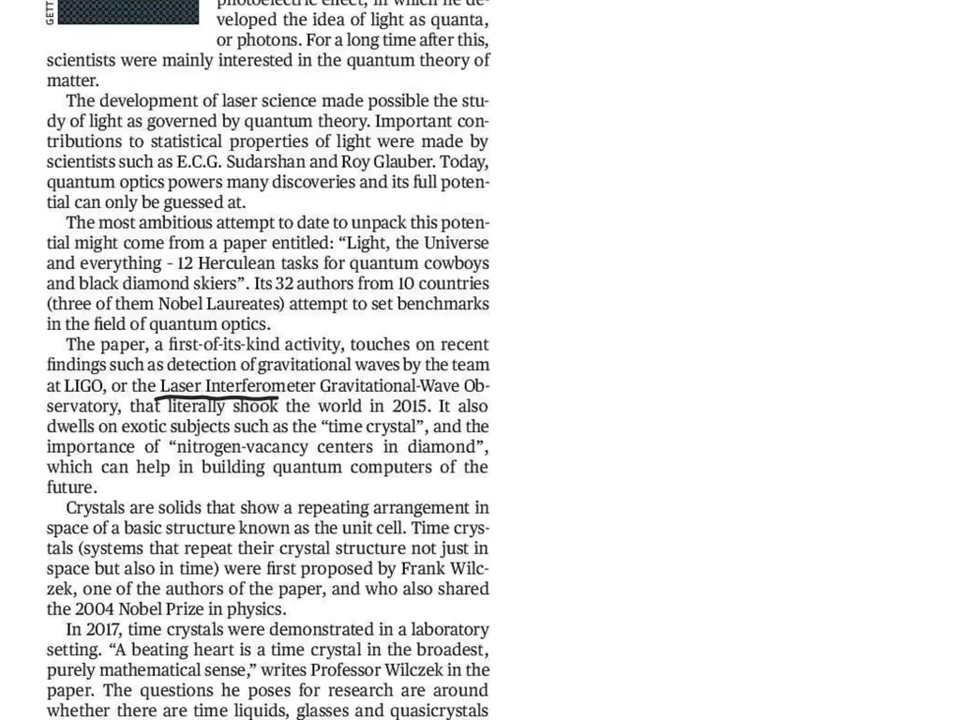 GETT
photoelectric effect, in which he de-
veloped the idea of light as quanta,
or photons. For a long time after this,
scientists were mainly interested in the quantum theory of
matter.
The development of laser science made possible the stu-
dy of light as governed by quantum theory. Important con-
tributions to statistical properties of light were made by
scientists such as E.C.G. Sudarshan and Roy Glauber. Today,
quantum optics powers many discoveries and its full poten-
tial can only be guessed at.
The most ambitious attempt to date to unpack this poten-
tial might come from a paper entitled: “Light, the Universe
and everything - 12 Herculean tasks for quantum cowboys
and black diamond skiers”. Its 32 authors from 10 countries
(three of them Nobel Laureates) attempt to set benchmarks
in the field of quantum optics.
The paper, a first-of-its-kind activity, touches on recent
findings such as detection of gravitational waves by the team
at LIGO, or the Laser Interferometer Gravitational-Wave Ob-
servatory, that literally shook the world in 2015. It also
dwells on exotic subjects such as the “time crystal”, and the
importance of “nitrogen-vacancy centers in diamond”,
which can help in building quantum computers of the
future.
Crystals are solids that show a repeating arrangement in
space of a basic structure known as the unit cell. Time crys-
tals (systems that repeat their crystal structure not just in
space but also in time) were first proposed by Frank Wilc-
zek, one of the authors of the paper, and who also shared
the 2004 Nobel Prize in physics.
In 2017, time crystals were demonstrated in a laboratory
setting. “A beating heart is a time crystal in the broadest,
purely mathematical sense,” writes Professor Wilczek in the
paper. The questions he poses for research are around
whether there are time liquids, glasses and quasicrystals